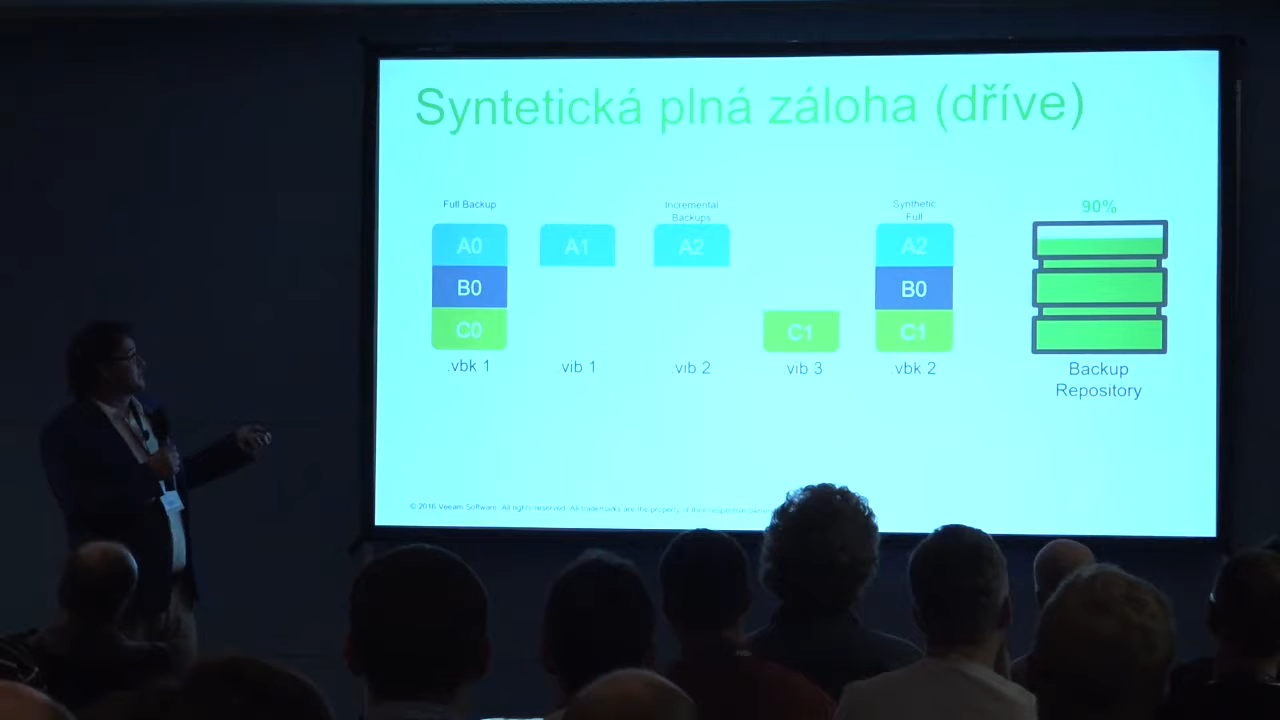 Syntetická plná záloha (dříve)
Full Backup
Incremental
Backups
Synthetic
Full
90%
A0
A1
A2
A2
B0
B0
C0
C1
C1
.vbk 1
.vib 1
.vib 2
.vib 3
.vbk 2
Backup
Repository
© 2016 Veeam Software. All rights reserved. All trademarks are the property of their respective